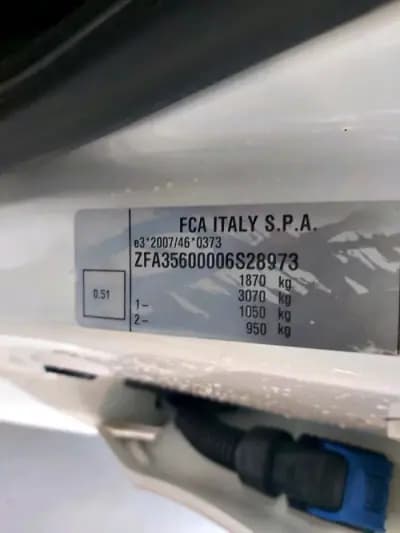 FCA ITALY S.P.A.
e3*2007/46*0373
ZFA35600006S28973
1870 kg
3070 kg
1– 1050 kg
2– 950 kg
0.51